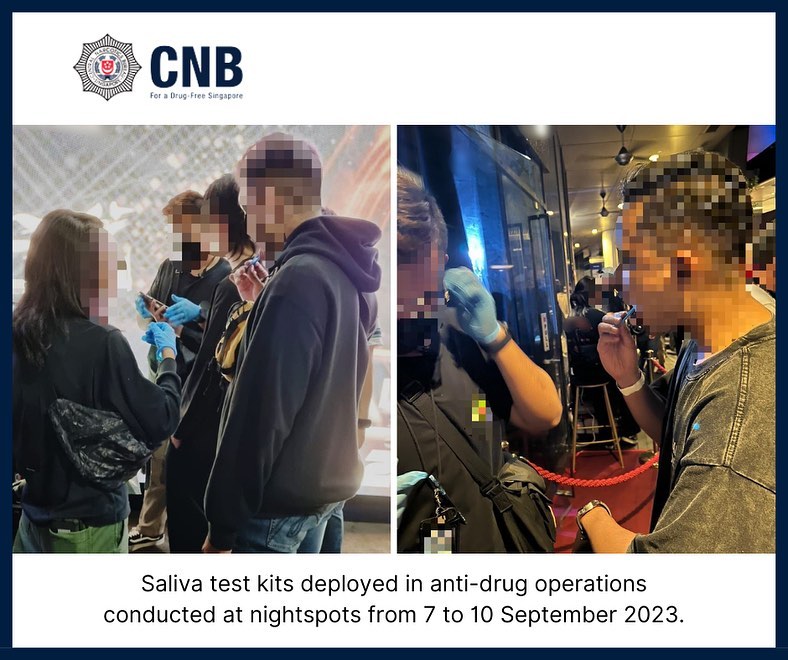 CNB
For a Drug-Free Singapore
Saliva test kits deployed in anti-drug operations
conducted at nightspots from 7 to 10 September 2023.